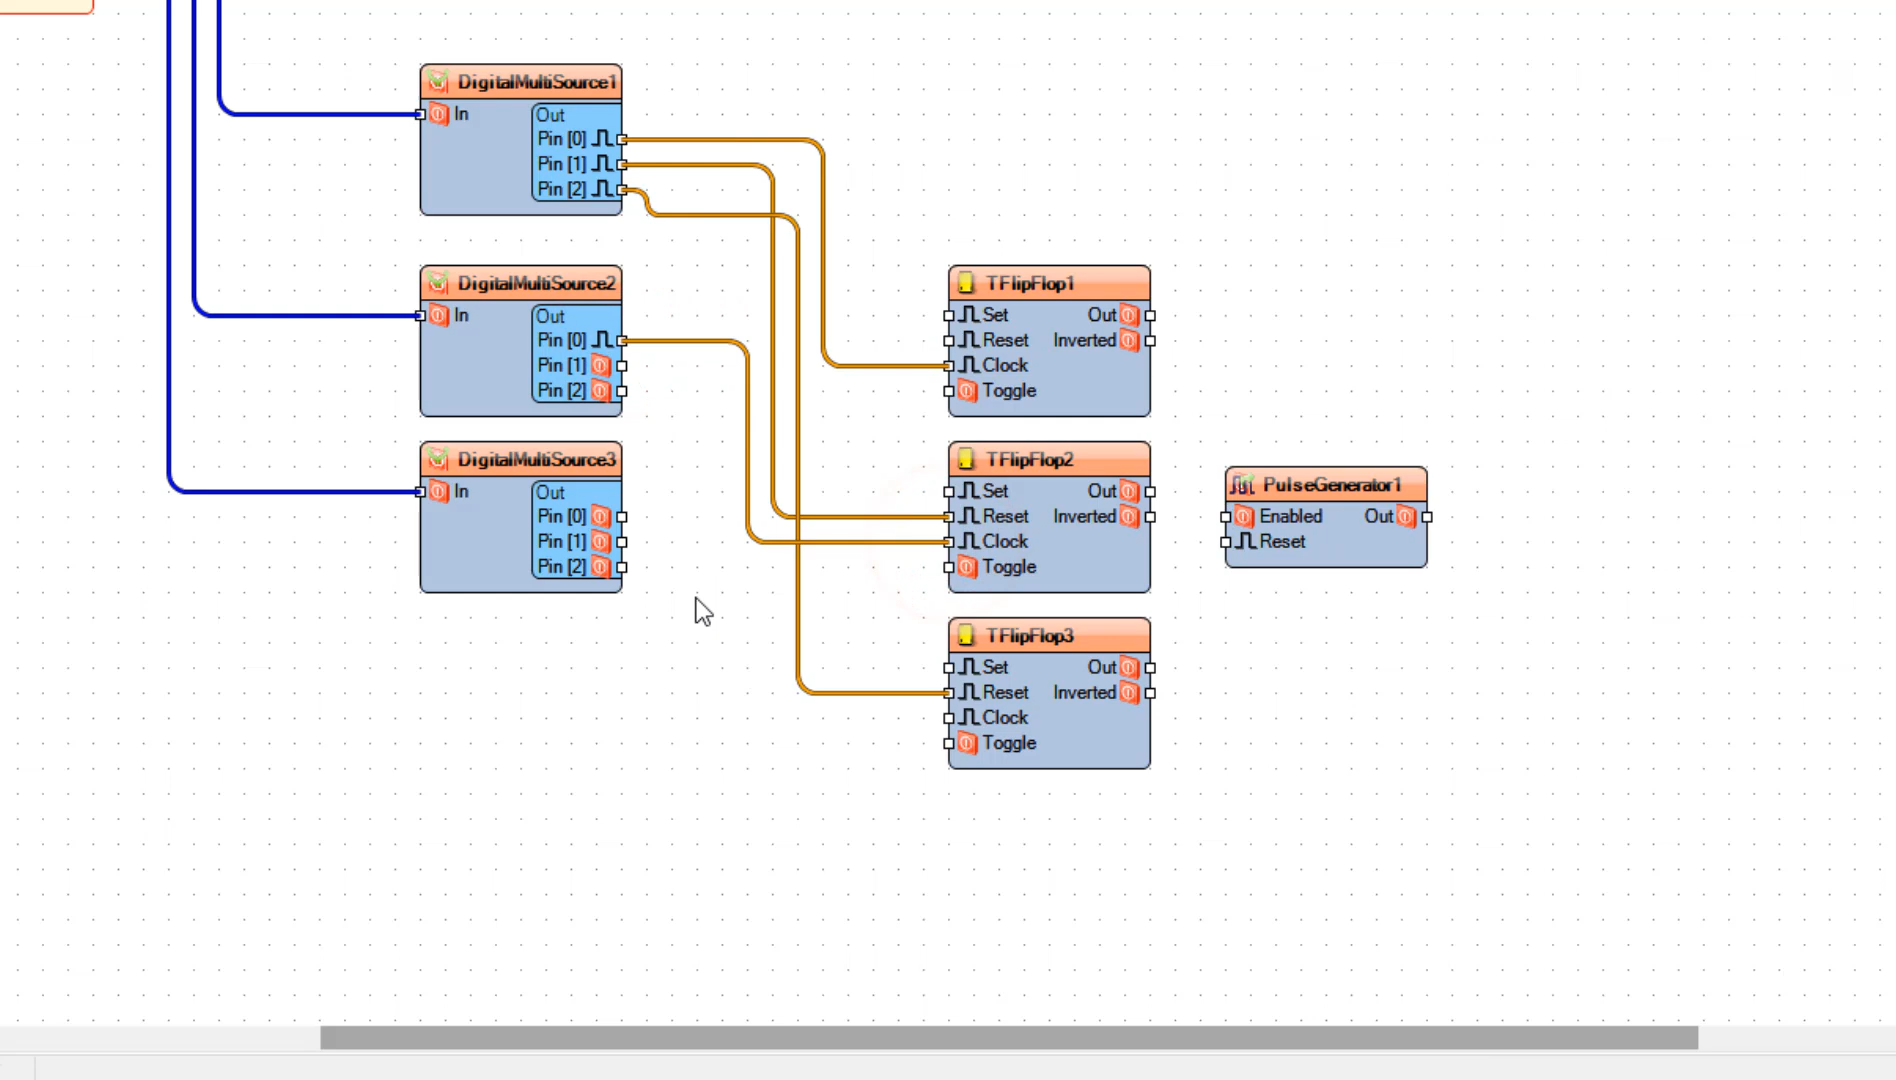 DigitalMultiSource1
In
Out
Pin [0]
Pin [1]
Pin [2]
DigitalMultiSource2
In
Out
Pin [0]
Pin [1]
Pin [2]
DigitalMultiSource3
In
Out
Pin [0]
Pin [1]
Pin [2]
TFlipFlop1
Set Out
Reset Inverted
Clock
Toggle
TFlipFlop2
Set Out
Reset Inverted
Clock
Toggle
TFlipFlop3
Set Out
Reset Inverted
Clock
Toggle
PulseGenerator1
Enabled Out
Reset